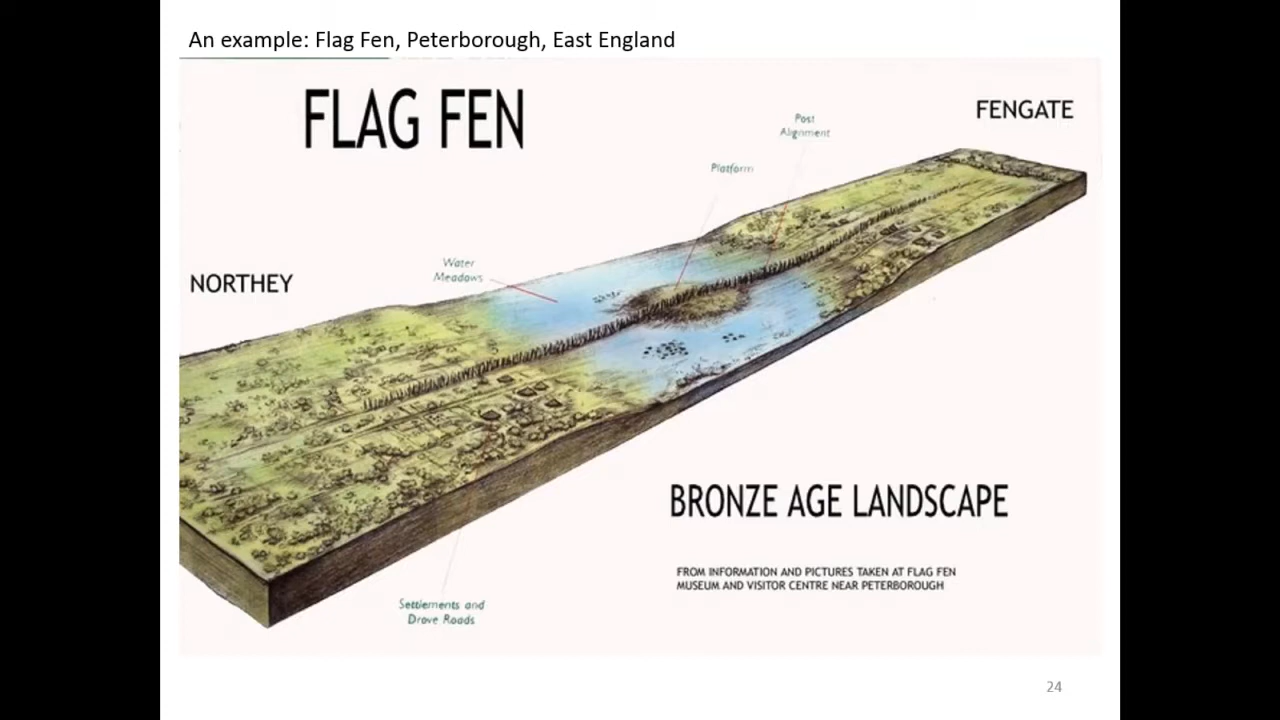 An example: Flag Fen, Peterborough, East England
FLAG FEN
FENGATE
Post
Alignment
Platform
Water
Meadows
NORTHEY
BRONZE AGE LANDSCAPE
FROM INFORMATION AND PICTURES TAKEN AT FLAG FEN
MUSEUM AND VISITOR CENTRE NEAR PETERBOROUGH
Settlements and
Drove Roads
24